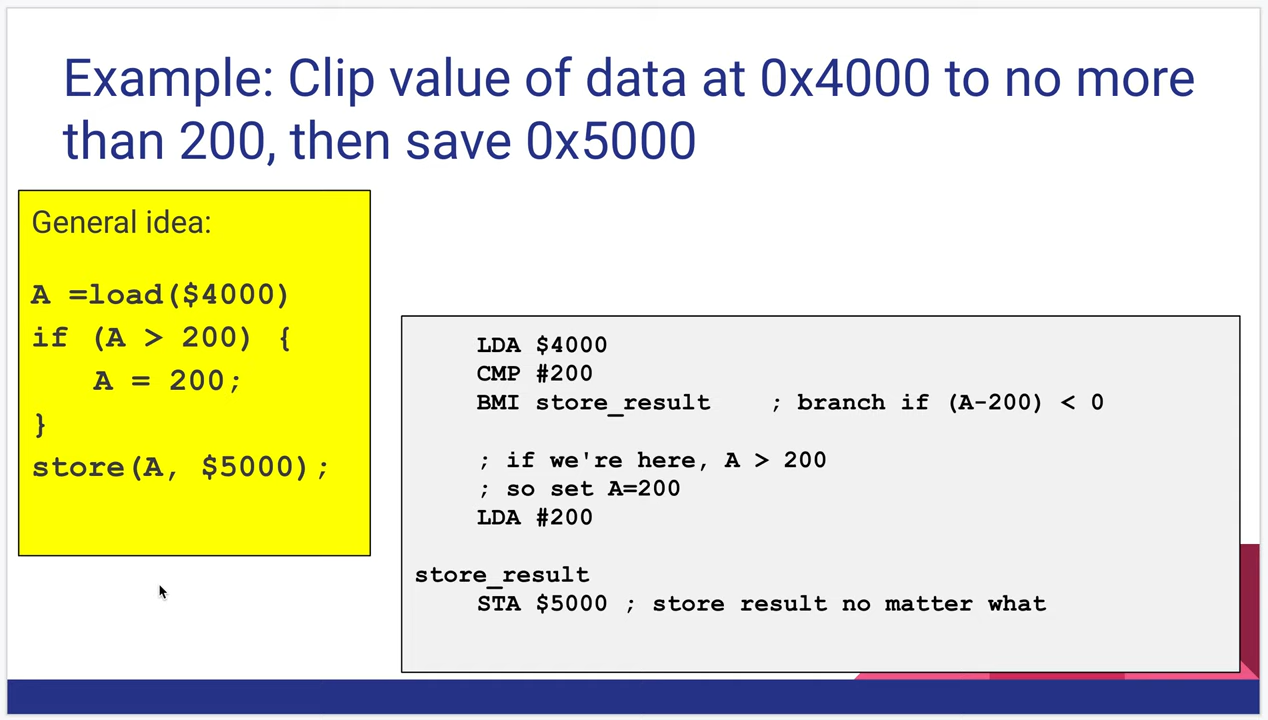 Example: Clip value of data at 0x4000 to no more
than 200, then save 0x5000
General idea:
A =load($4000)
if (A > 200) {
A = 200;
}
store(A, $5000);
LDA $4000
CMP #200
BMI store_result ; branch if (A-200) < 0
; if we're here, A > 200
; so set A=200
LDA #200
store_result
STA $5000 ; store result no matter what